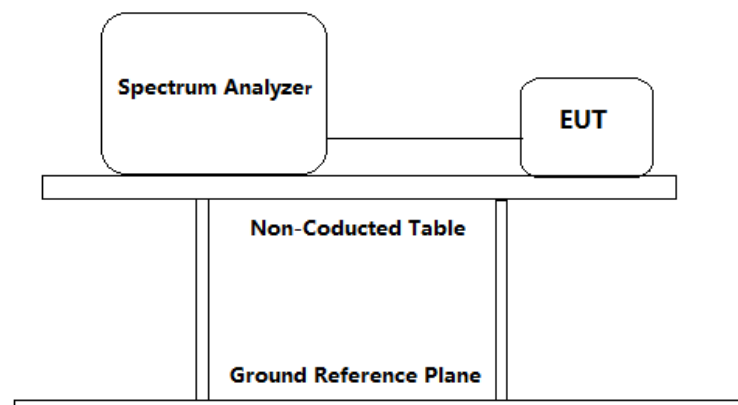 Spectrum Analyzer
EUT
Non-Coducted Table
Ground Reference Plane